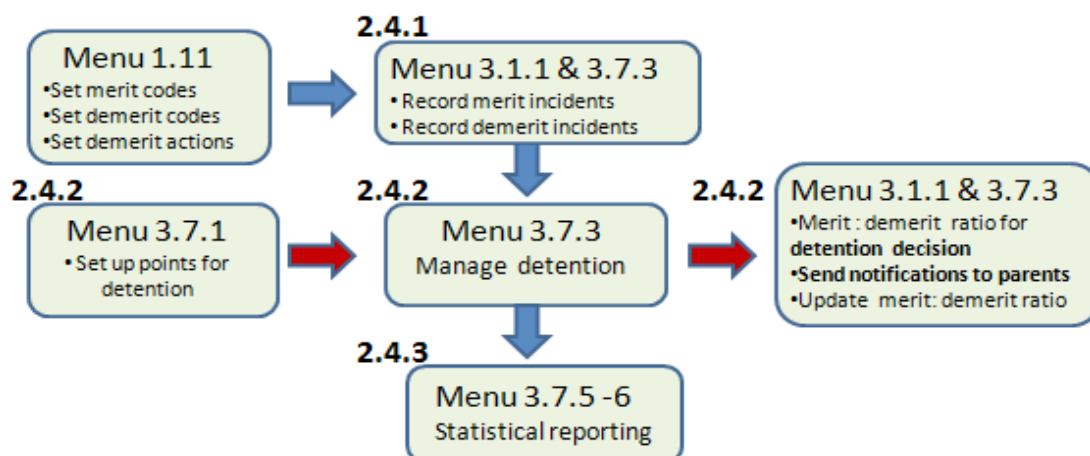 2.4.1
Menu 1.11
•Set merit codes
•Set demerit codes
•Set demerit actions
Menu 3.1.1 & 3.7.3
• Record merit incidents
• Record demerit incidents
2.4.2
Menu 3.7.1
• Set up points for
detention
2.4.2
Menu 3.7.3
Manage detention
2.4.2
Menu 3.1.1 & 3.7.3
•Merit : demerit ratio for
detention decision
•Send notifications to parents
•Update merit: demerit ratio
2.4.3
Menu 3.7.5 -6
Statistical reporting